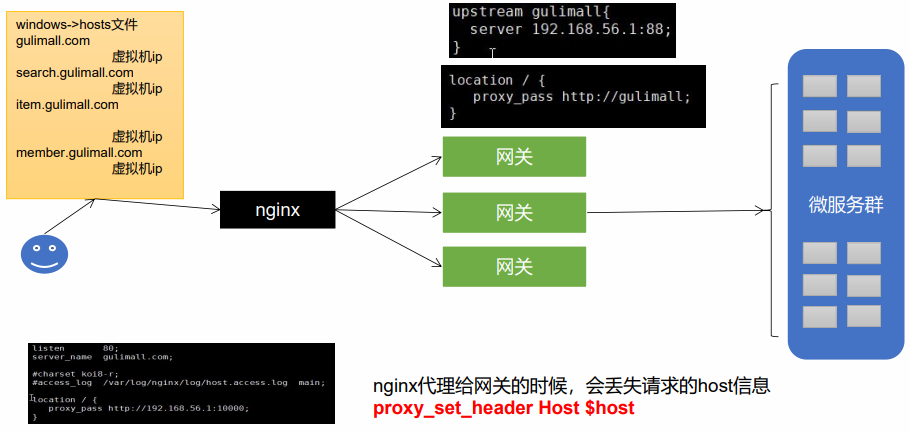 windows->hosts文件
gulimall.com
虚拟机ip
search.gulimall.com
虚拟机ip
item.gulimall.com
虚拟机ip
member.gulimall.com
虚拟机ip
upstream gulimall{
server 192.168.56.1:88;
}
location / {
proxy_pass http://gulimall;
}
nginx
网关
网关
网关
微服务群
listen 80;
server_name gulimall.com;
#charset koi8-r;
#access_log /var/log/nginx/log/host.access.log main;
location / {
proxy_pass http://192.168.56.1:10000;
}
nginx代理给网关的时候，会丢失请求的host信息
proxy_set_header Host $host